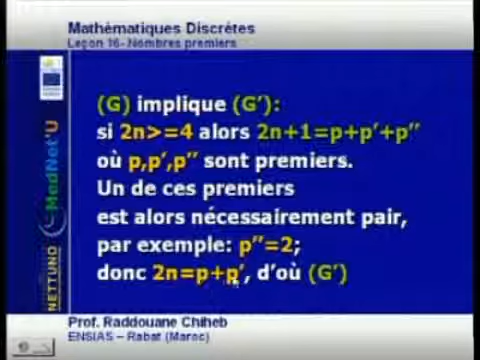 Mathématiques Discrétes
Leçon 16- Nombres premiers
(G) implique (G’):
si 2n>=4 alors 2n+1=p+p’+p’’
où p,p’,p’’ sont premiers.
Un de ces premiers
est alors nécessairement pair,
par exemple: p’’=2;
donc 2n=p+p’, d’où (G’)
NETTUNO MedNet'U
Prof. Raddouane Chiheb
ENSIAS – Rabat (Maroc)